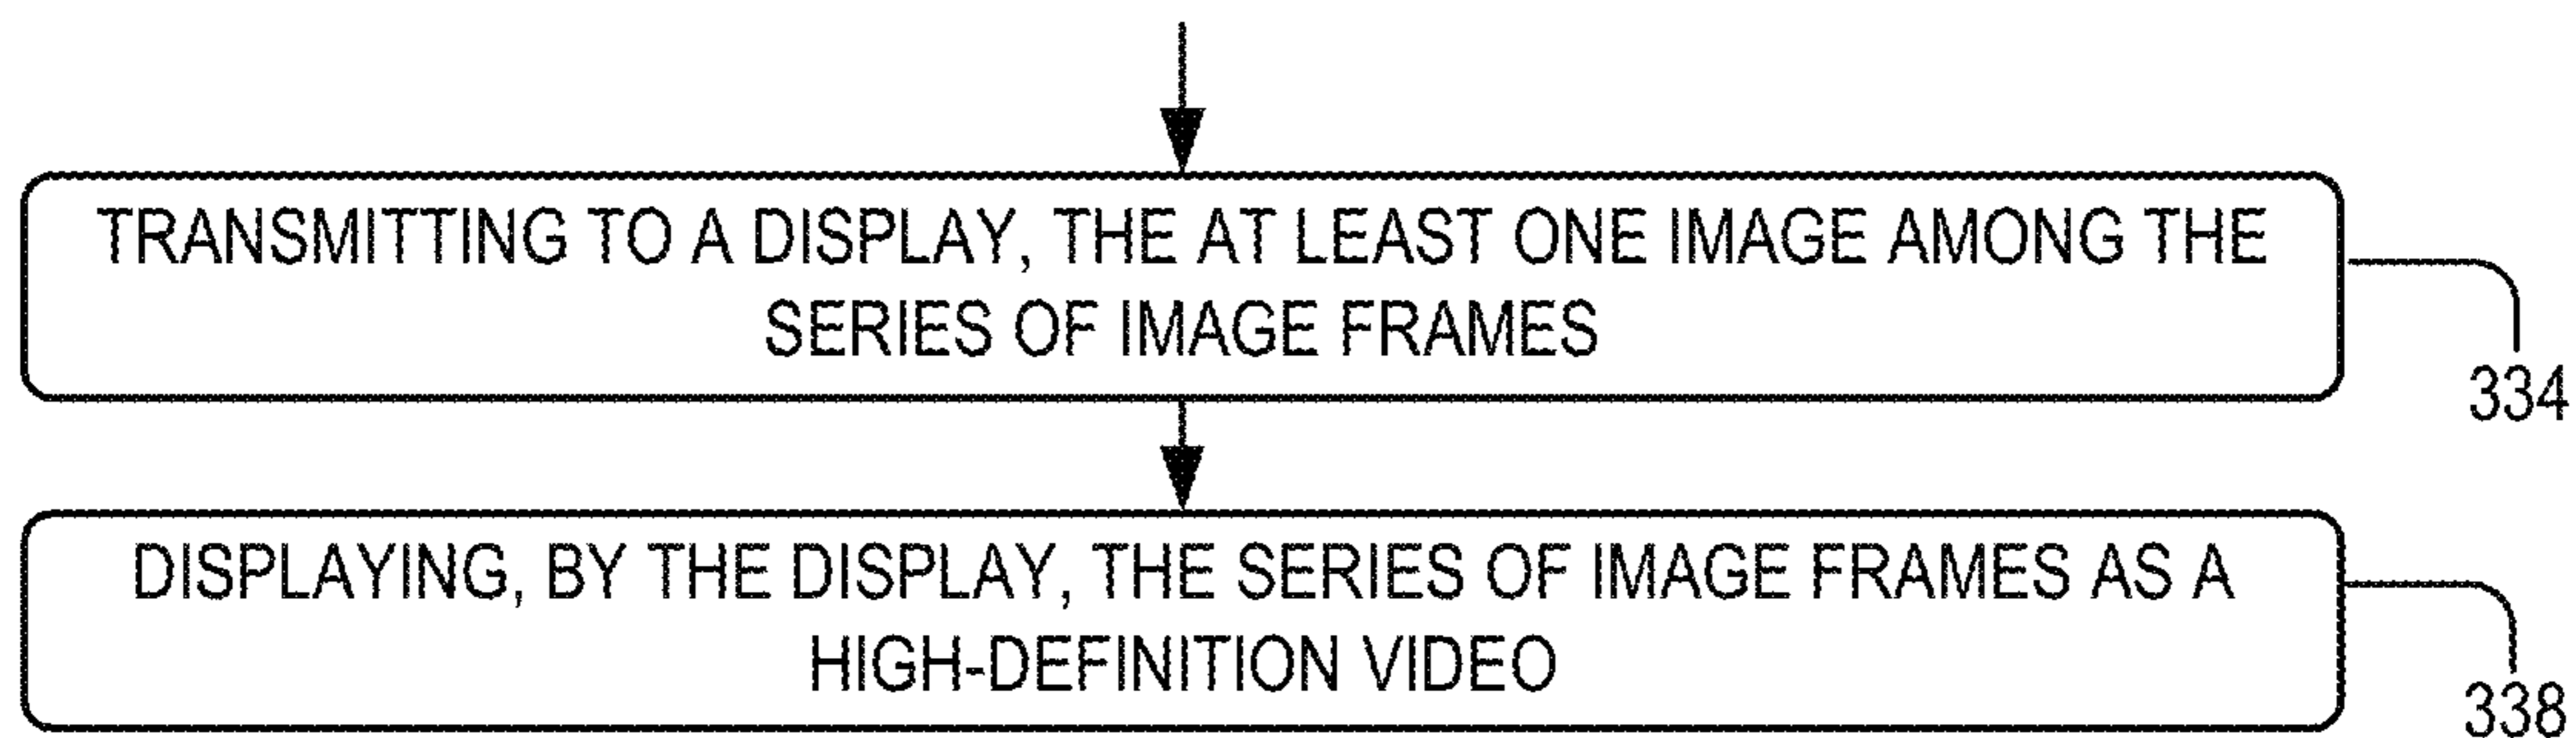 TRANSMITTING TO A DISPLAY, THE AT LEAST ONE IMAGE AMONG THE
SERIES OF IMAGE FRAMES
334
DISPLAYING, BY THE DISPLAY, THE SERIES OF IMAGE FRAMES AS A
HIGH-DEFINITION VIDEO
338